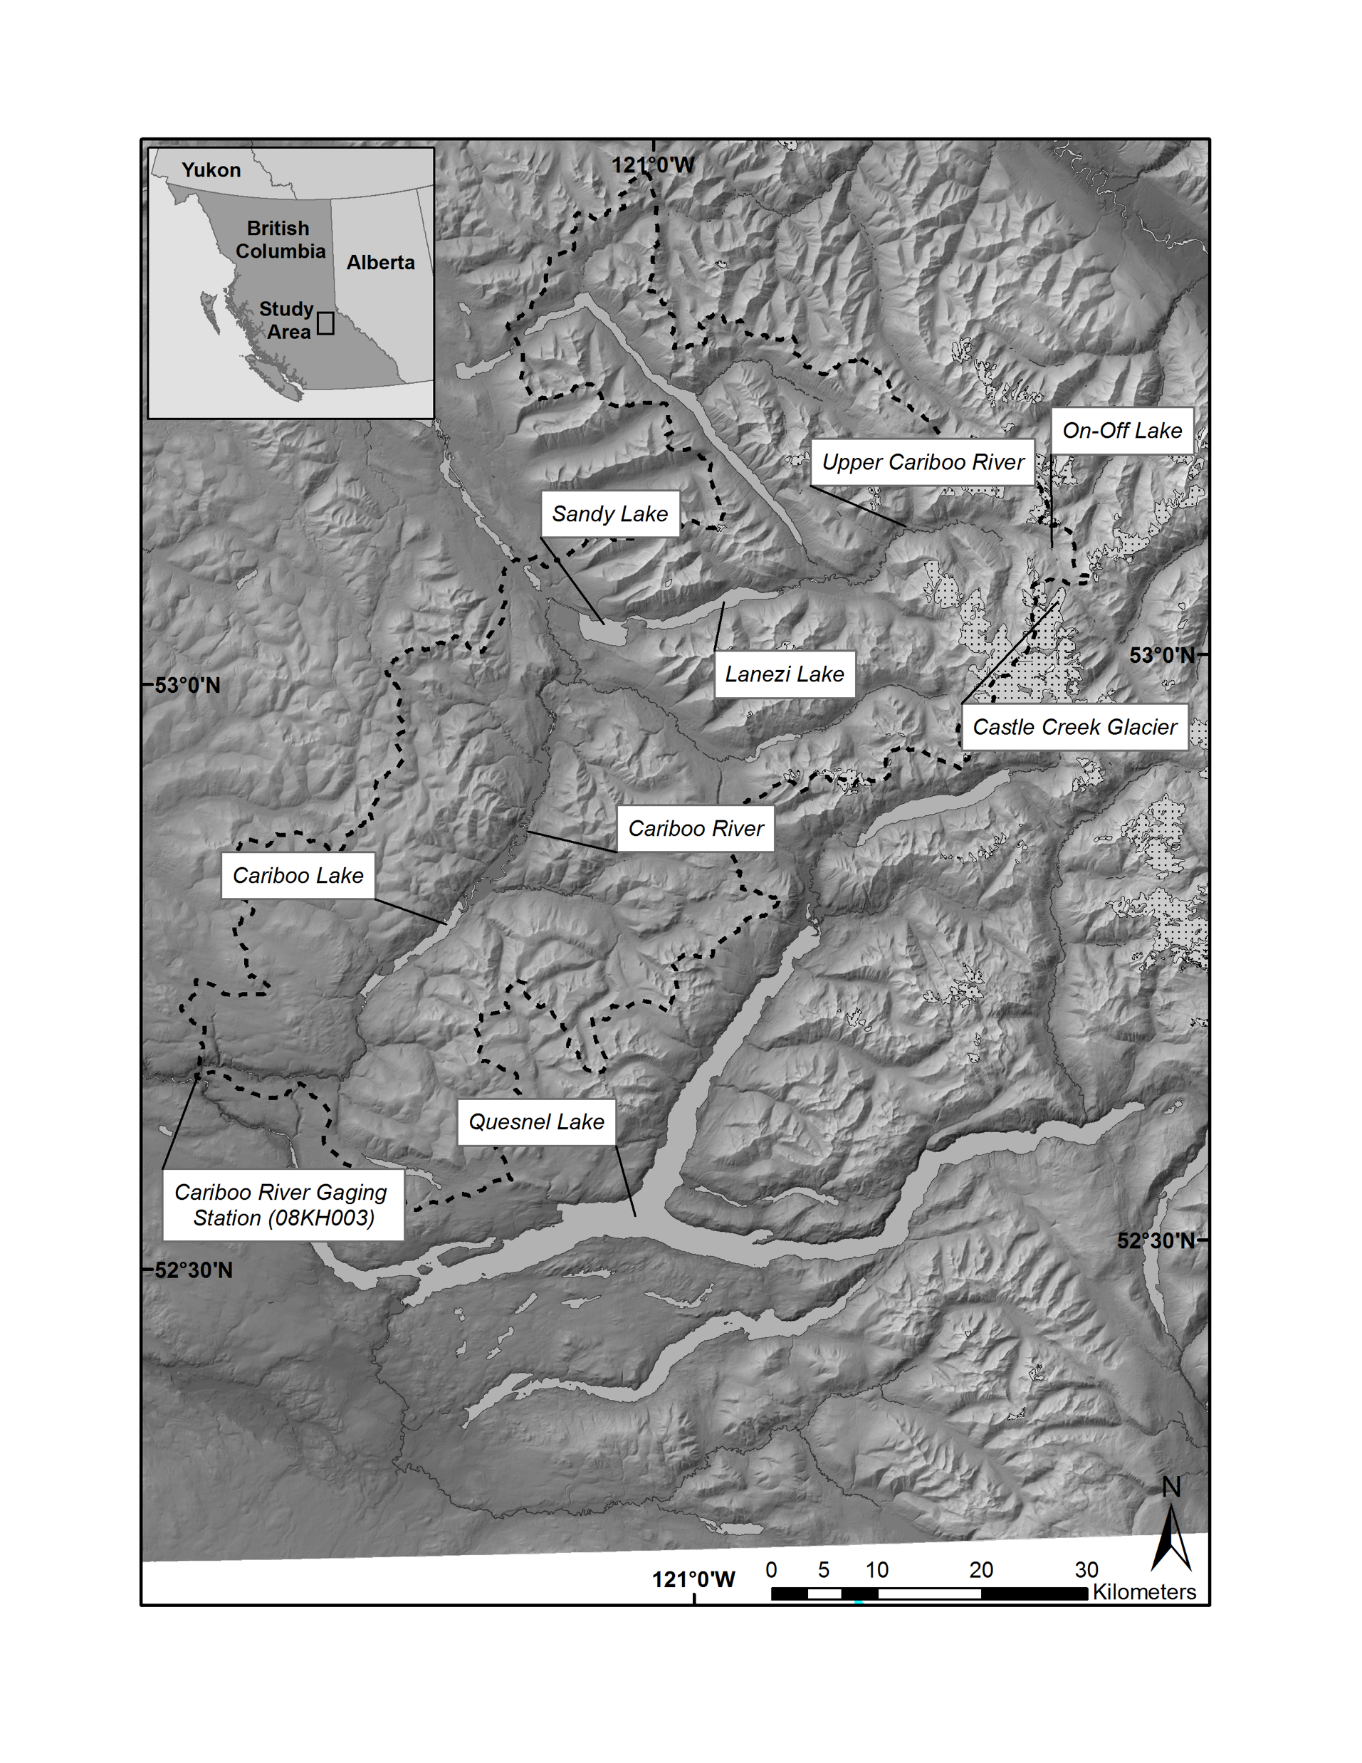 121°0'W
Yukon
British
Columbia
Alberta
Study
Area
On-Off Lake
Upper Cariboo River
Sandy Lake
53°0'N
Lanezi Lake
53°0'N
Castle Creek Glacier
Cariboo River
Cariboo Lake
Quesnel Lake
Cariboo River Gaging
Station (08KH003)
52°30'N
52°30'N
N
121°0'W
0 5 10 20 30
Kilometers